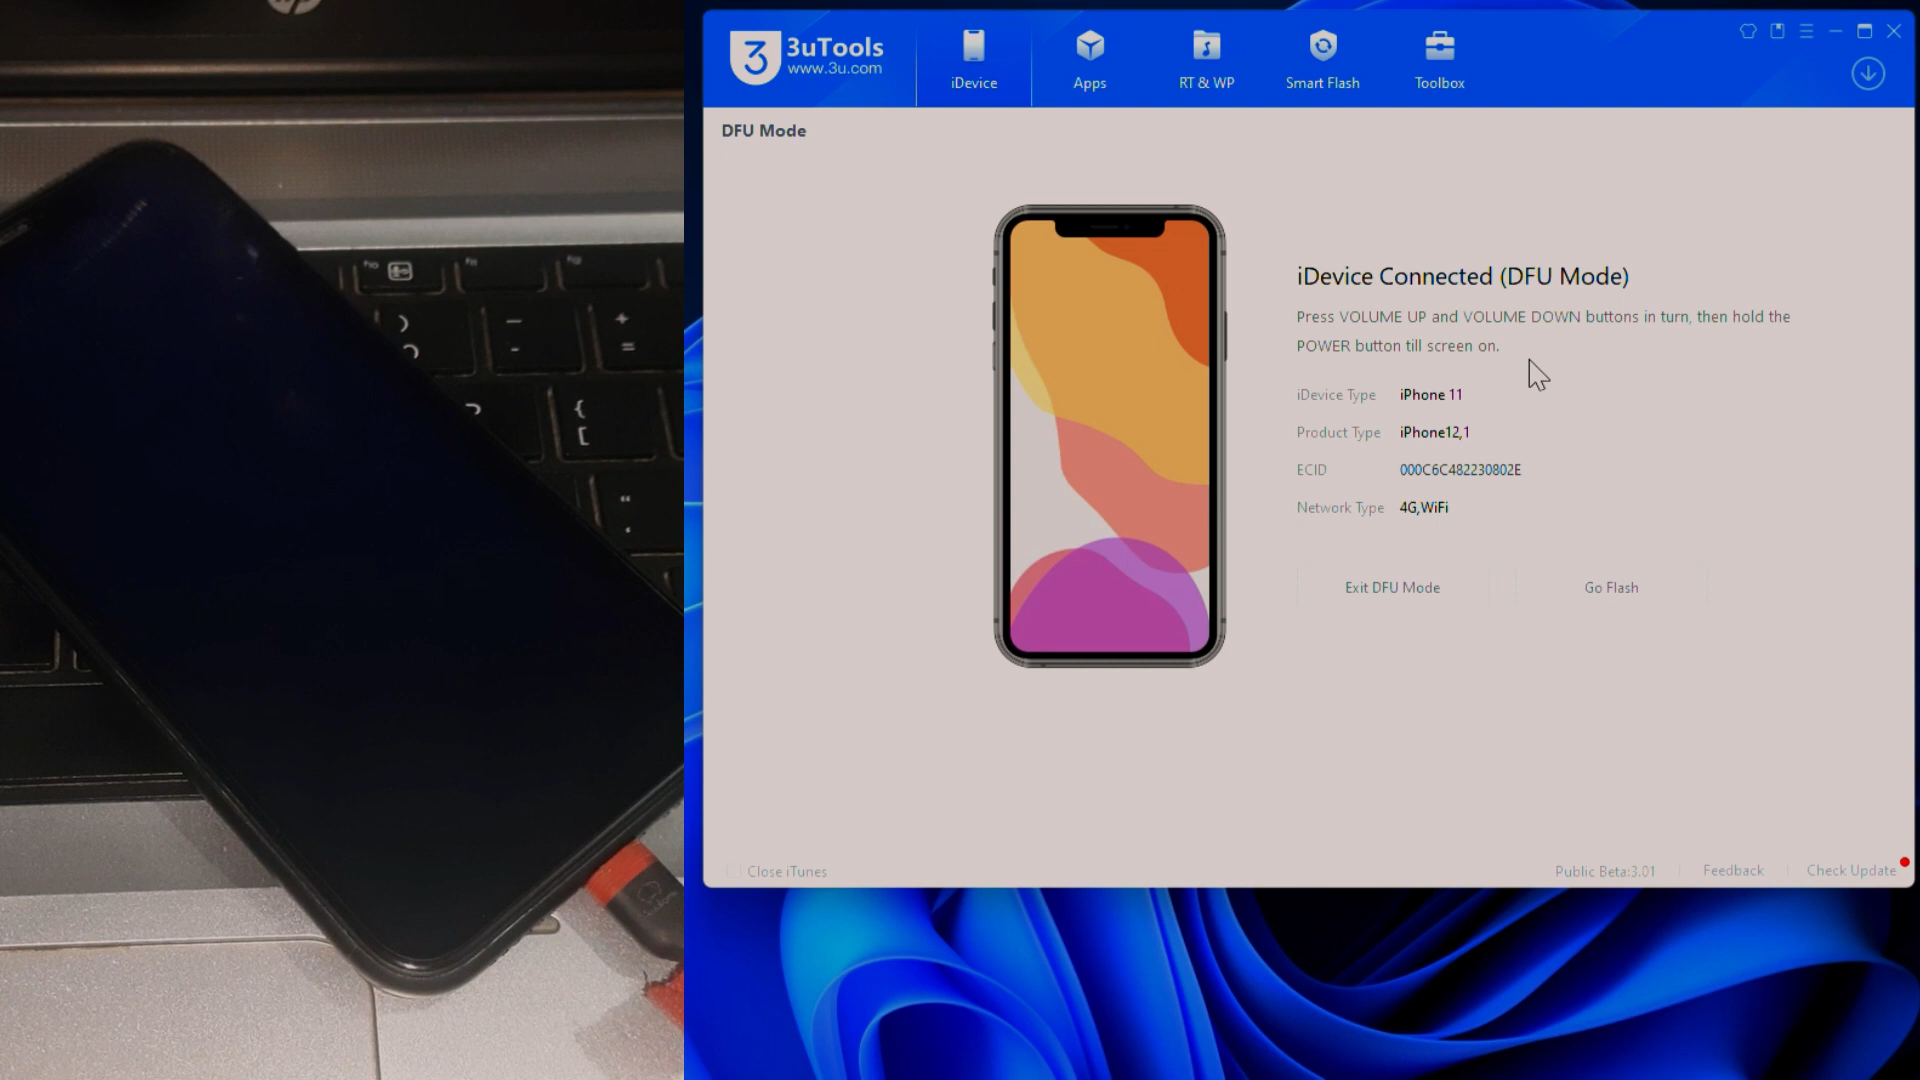 3 3uTools
www.3u.com
iDevice
Apps
RT & WP
Smart Flash
Toolbox
DFU Mode
iDevice Connected (DFU Mode)
Press VOLUME UP and VOLUME DOWN buttons in turn, then hold the
POWER button till screen on.
iDevice Type iPhone 11
Product Type iPhone12,1
ECID 000C6C482230802E
Network Type 4G,WiFi
Exit DFU Mode
Go Flash
Close iTunes
Public Beta:3.01
Feedback
Check Update
hp
)
_
-
+
=
{
[